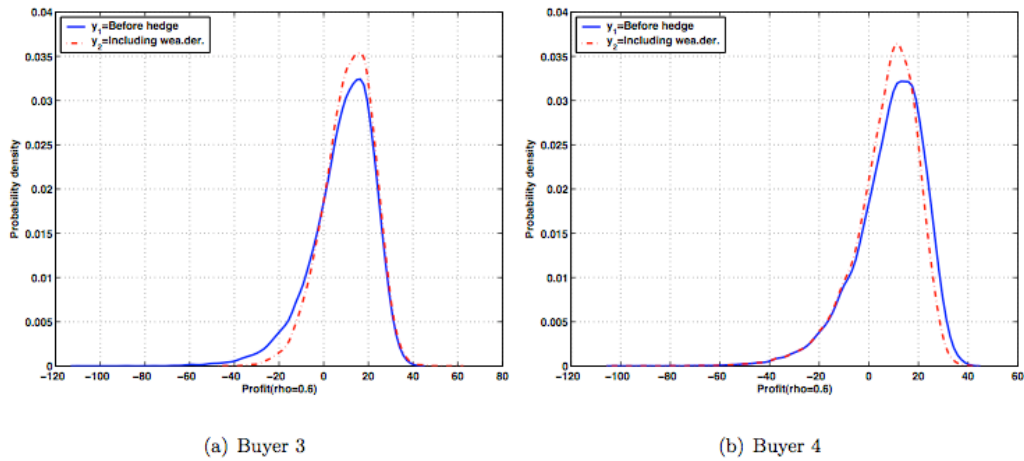 y1=Before hedge
y2=Including wea.der.
0.04
0.035
0.03
0.025
0.02
0.015
0.01
0.005
0
Probability density
−120 −100 −80 −60 −40 −20 0 20 40 60 80
Profit(rho=0.6)
(a) Buyer 3
y1=Before hedge
y2=Including wea.der.
0.04
0.035
0.03
0.025
0.02
0.015
0.01
0.005
0
Probability density
−120 −100 −80 −60 −40 −20 0 20 40 60
Profit(rho=0.6)
(b) Buyer 4